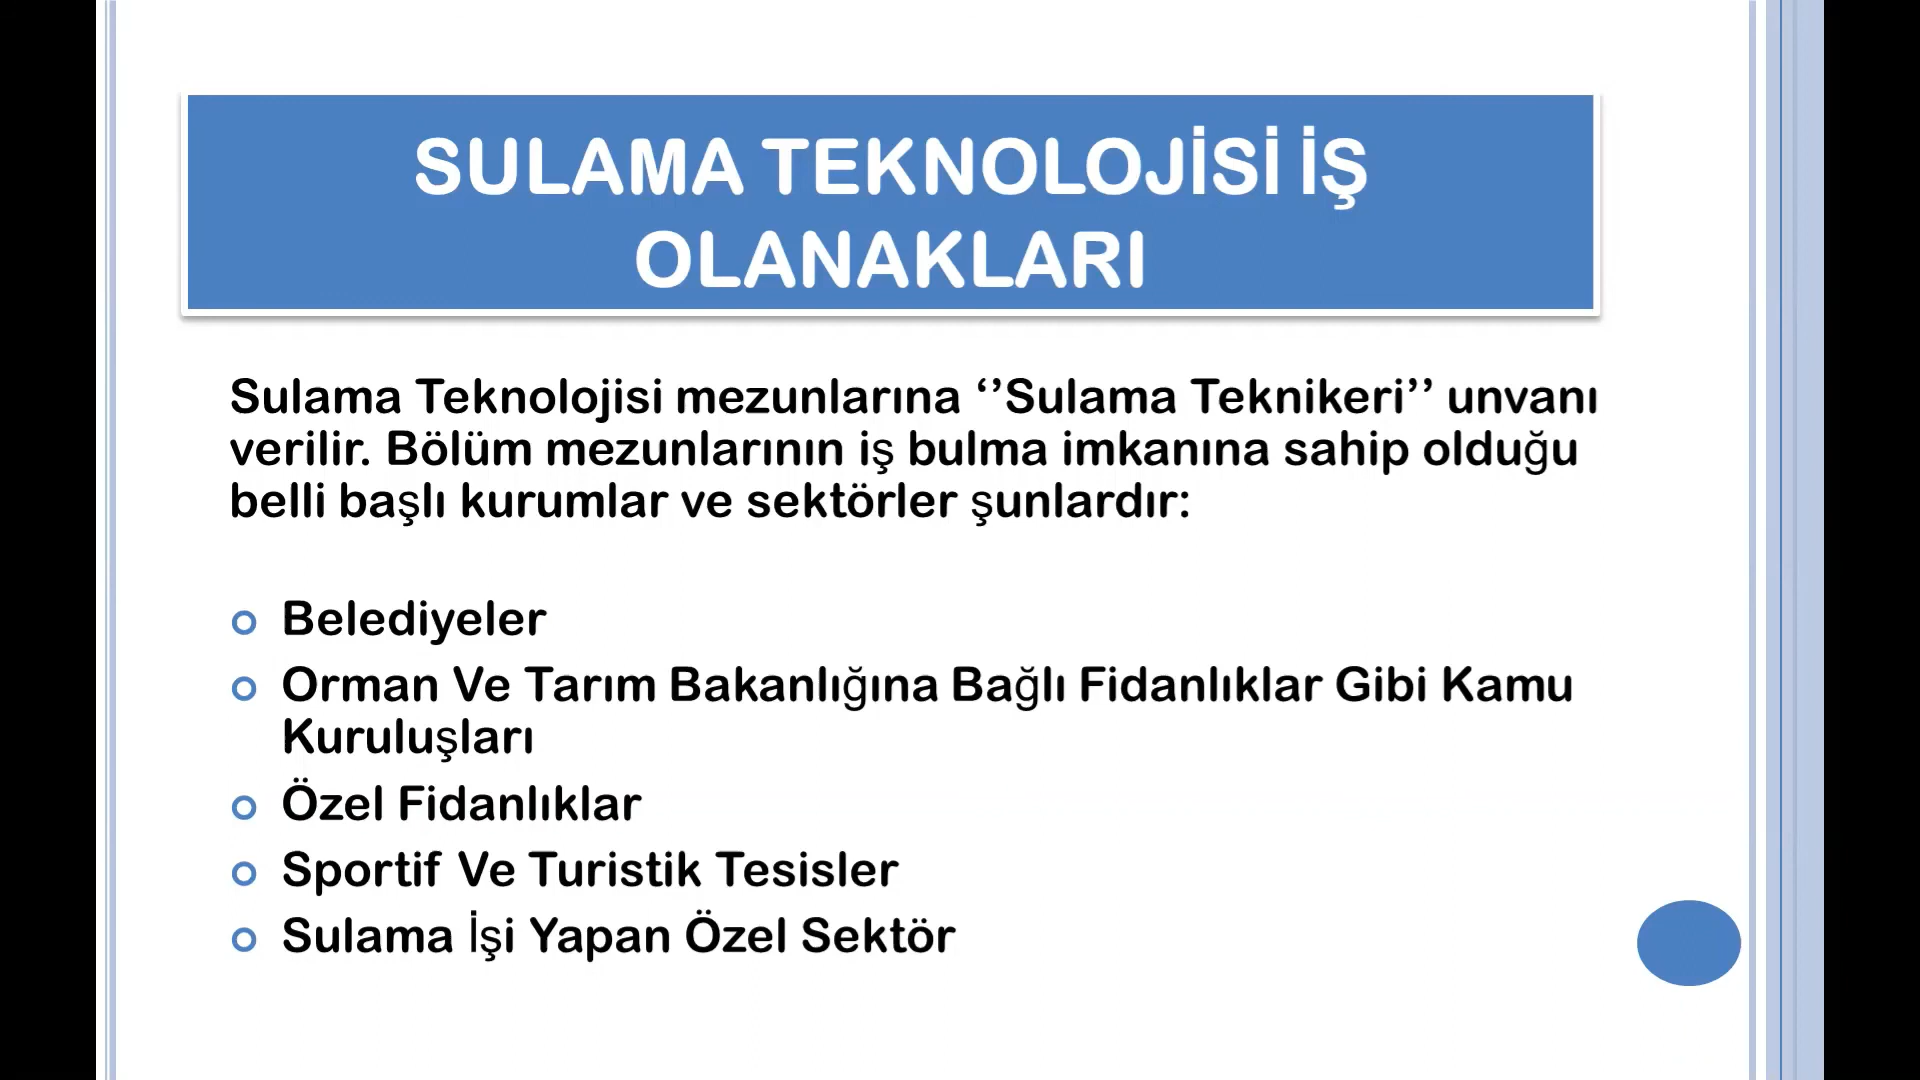 SULAMA TEKNOLOJİSİ İŞ
OLANAKLARI
Sulama Teknolojisi mezunlarına ‘’Sulama Teknikeri’’ unvanı
verilir. Bölüm mezunlarının iş bulma imkanına sahip olduğu
belli başlı kurumlar ve sektörler şunlardır:
Belediyeler
Orman Ve Tarım Bakanlığına Bağlı Fidanlıklar Gibi Kamu
Kuruluşları
Özel Fidanlıklar
Sportif Ve Turistik Tesisler
Sulama İşi Yapan Özel Sektör